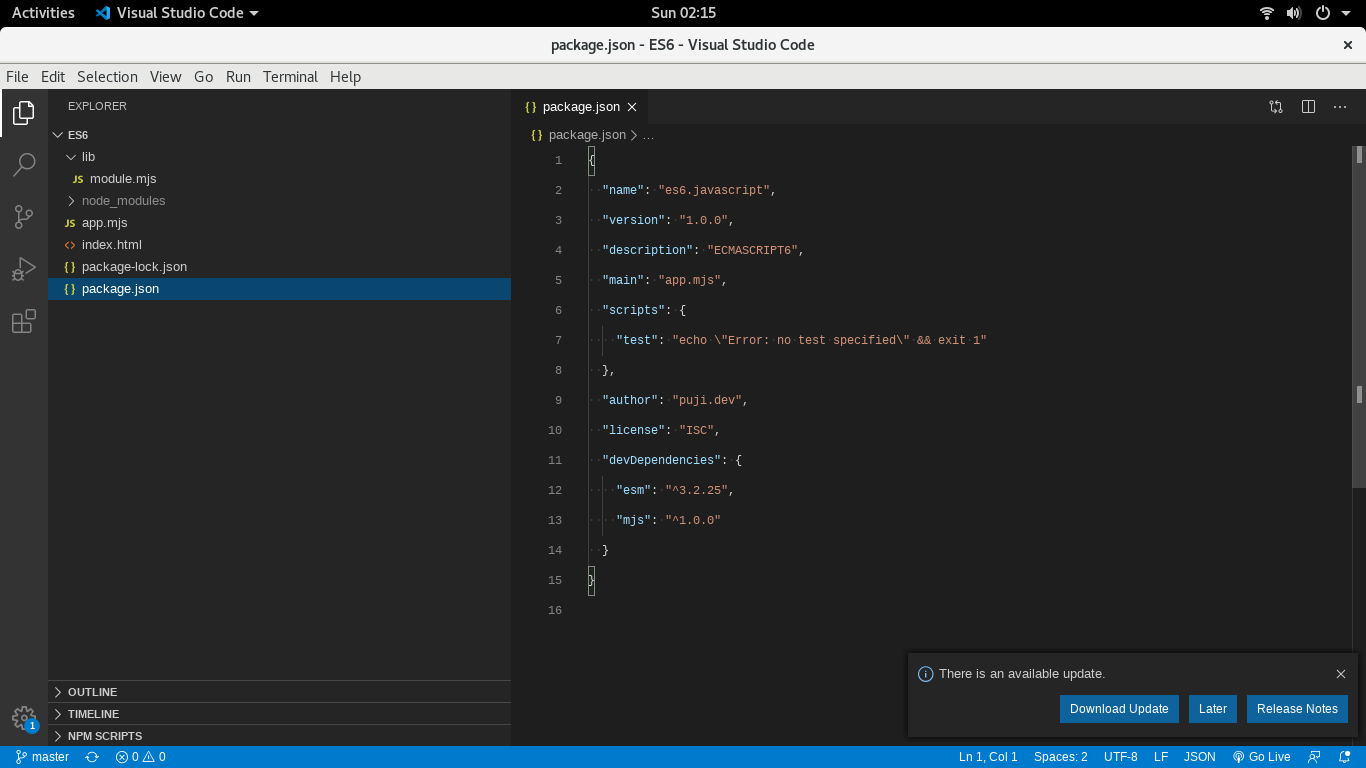 Activities Visual Studio Code Sun 02:15
package.json - ES6 - Visual Studio Code
File Edit Selection View Go Run Terminal Help
EXPLORER
ES6
lib
JS module.mjs
node_modules
JS app.mjs
<> index.html
{} package-lock.json
{} package.json
OUTLINE
TIMELINE
NPM SCRIPTS
1
{} package.json
{} package.json > ...
1 {
2 "name": "es6.javascript",
3 "version": "1.0.0",
4 "description": "ECMASCRIPT6",
5 "main": "app.mjs",
6 "scripts": {
7 "test": "echo \"Error: no test specified\" && exit 1"
8 },
9 "author": "puji.dev",
10 "license": "ISC",
11 "devDependencies": {
12 "esm": "^3.2.25",
13 "mjs": "^1.0.0"
14 }
15 }
16
There is an available update.
Download Update Later Release Notes
master 0 0 Ln 1, Col 1 Spaces: 2 UTF-8 LF JSON Go Live